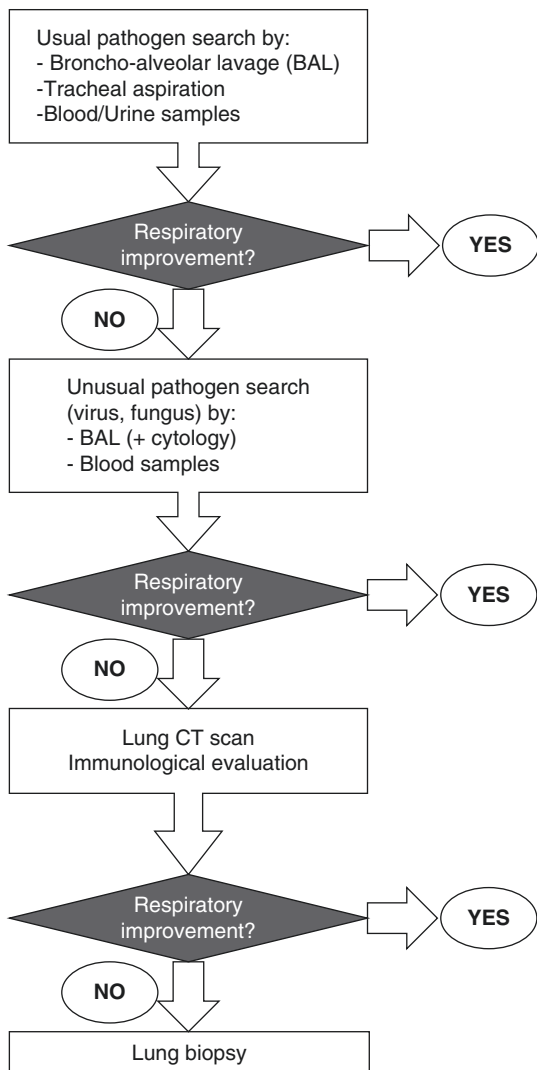 Usual pathogen search by:
- Broncho-alveolar lavage (BAL)
-Tracheal aspiration
-Blood/Urine samples
Respiratory
improvement?
YES
NO
Unusual pathogen search
(virus, fungus) by:
- BAL (+ cytology)
- Blood samples
Respiratory
improvement?
YES
NO
Lung CT scan
Immunological evaluation
Respiratory
improvement?
YES
NO
Lung biopsy